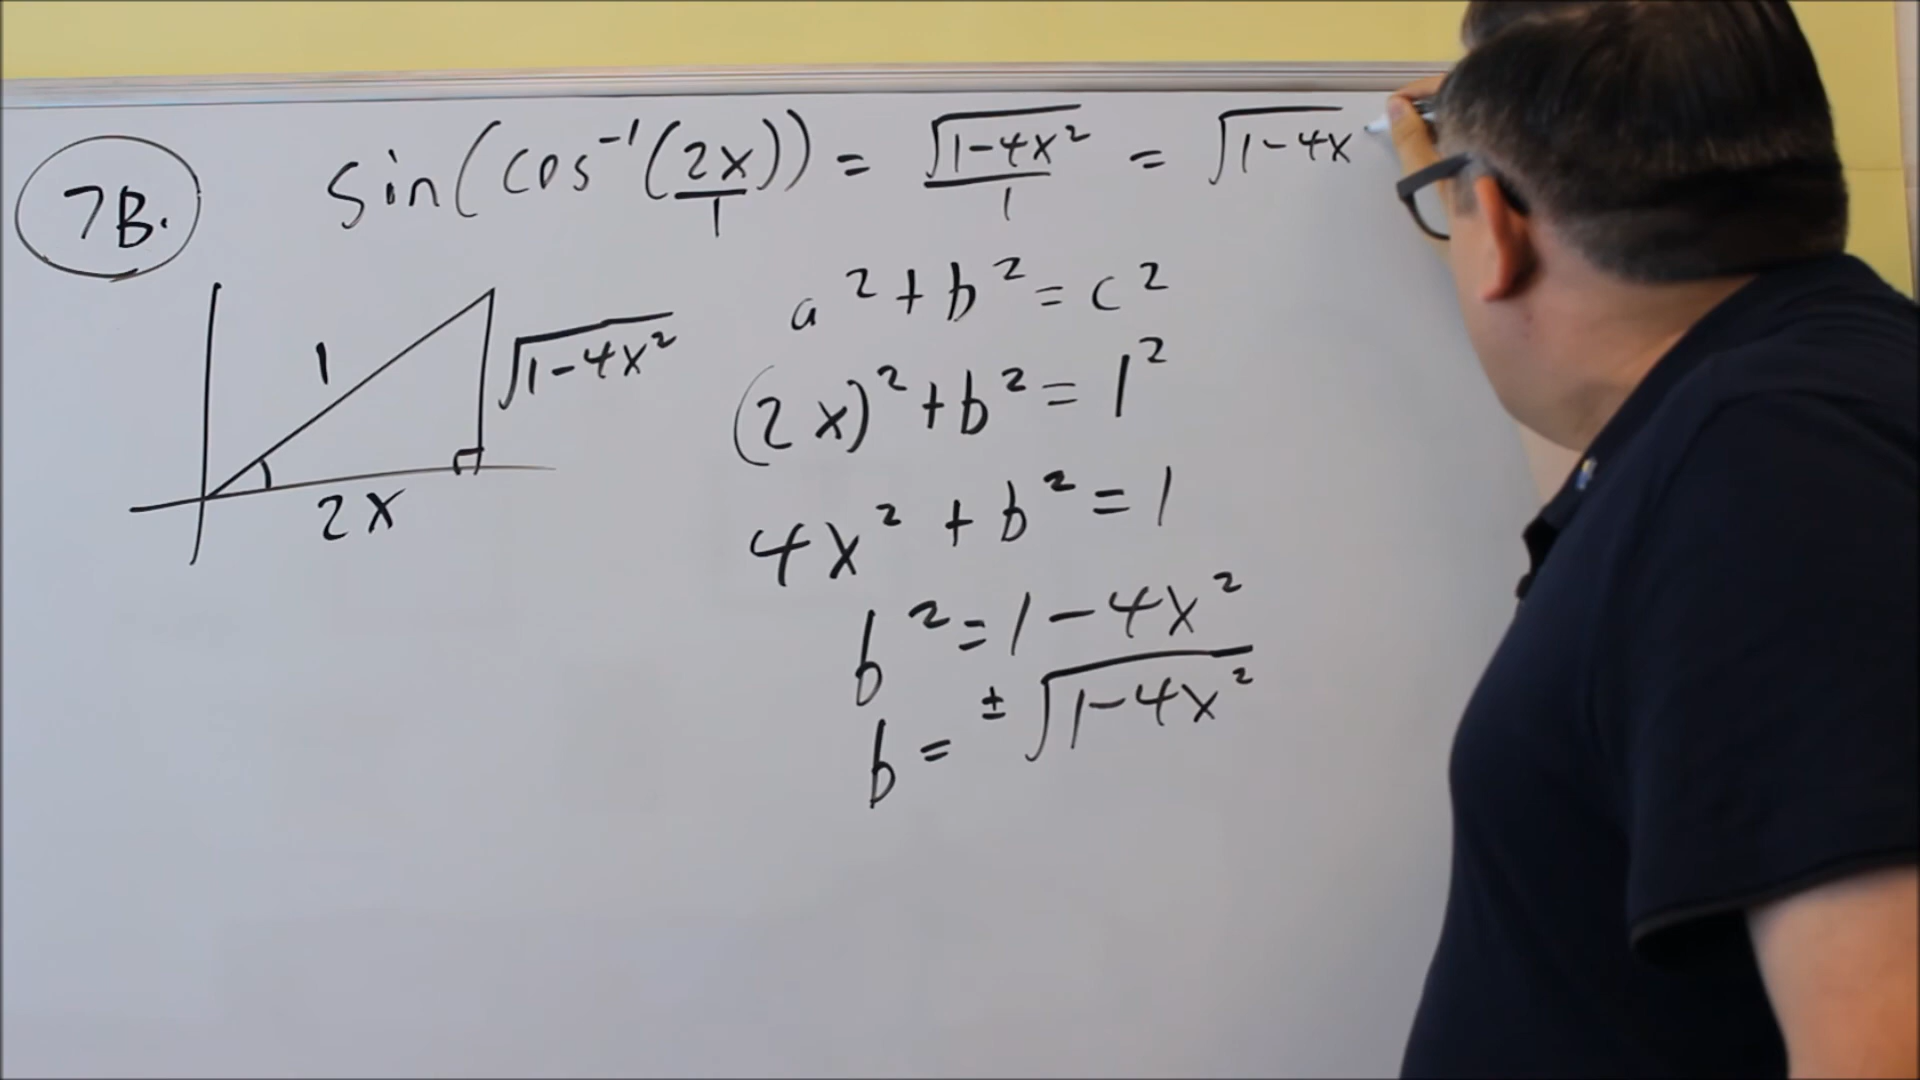 7B.
sin(cos⁻¹(2x/1)) = √(1-4x²)/1 = √(1-4x
1
√(1-4x²)
2x
a² + b² = c²
(2x)² + b² = 1²
4x² + b² = 1
b² = 1 - 4x²
b = ± √(1-4x²)